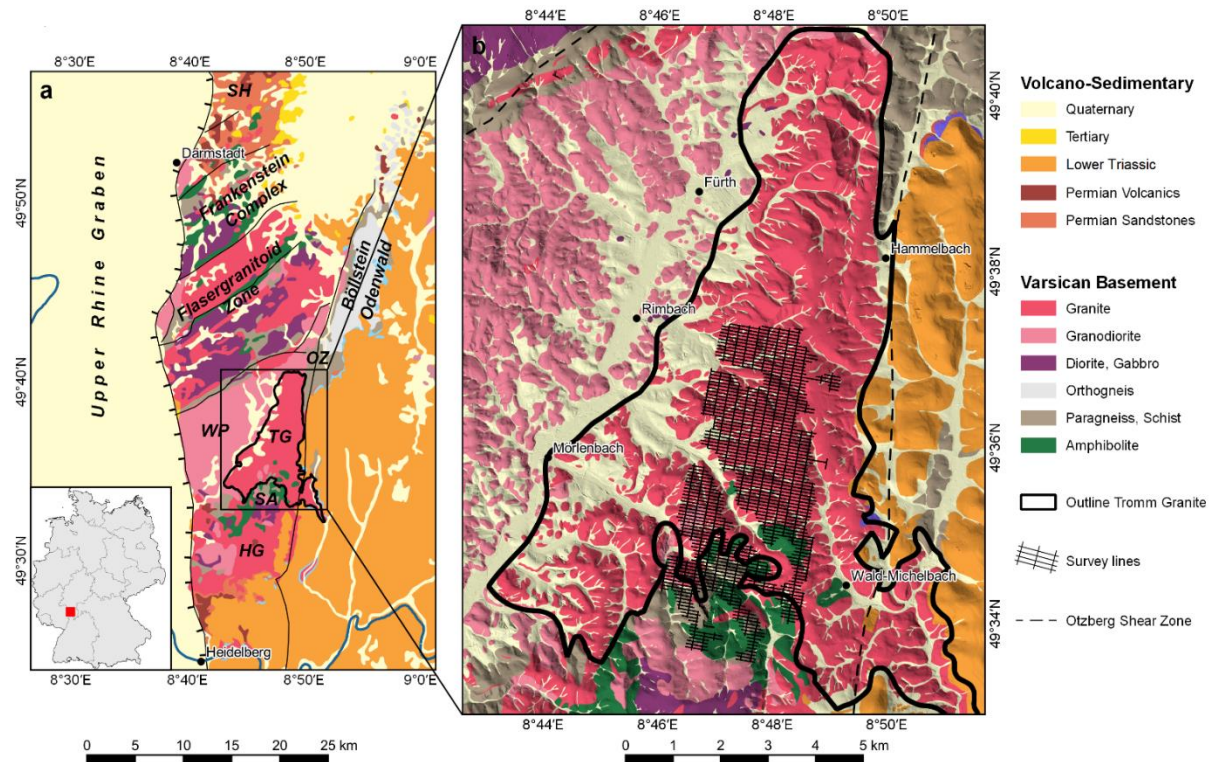 8°30'E
8°40'E
8°50'E
9°0'E
a
SH
Darmstadt
Frankenstein
Complex
Flasergranitoid
Zone
Upper Rhine Graben
Böllstein
Odenwald
OZ
WP
TG
SA
HG
Heidelberg
49°50'N
49°40'N
49°30'N
8°30'E
8°40'E
8°50'E
9°0'E
0 5 10 15 20 25 km
8°44'E
8°46'E
8°48'E
8°50'E
b
Fürth
Hammelbach
Rimbach
Mörlenbach
Wald-Michelbach
49°40'N
49°38'N
49°36'N
49°34'N
8°44'E
8°46'E
8°48'E
8°50'E
0 1 2 3 4 5 km
Volcano-Sedimentary
Quaternary
Tertiary
Lower Triassic
Permian Volcanics
Permian Sandstones
Varsican Basement
Granite
Granodiorite
Diorite, Gabbro
Orthogneis
Paragneiss, Schist
Amphibolite
Outline Tromm Granite
Survey lines
Otzberg Shear Zone